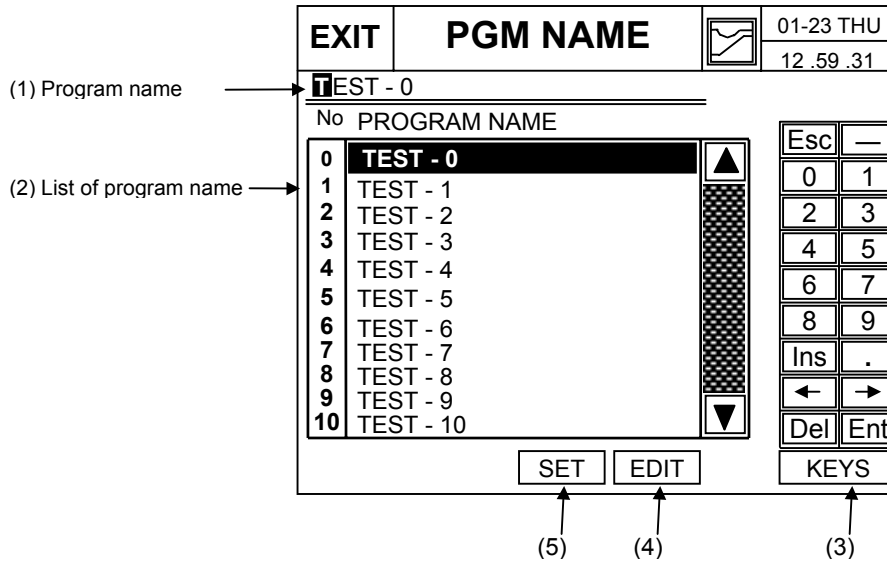 EXIT PGM NAME 01-23 THU
12 .59 .31
(1) Program name
TEST - 0
No PROGRAM NAME
(2) List of program name
0 TEST - 0
1 TEST - 1
2 TEST - 2
3 TEST - 3
4 TEST - 4
5 TEST - 5
6 TEST - 6
7 TEST - 7
8 TEST - 8
9 TEST - 9
10 TEST - 10
Esc —
0 1
2 3
4 5
6 7
8 9
Ins .
← →
Del Ent
SET EDIT KEYS
(5) (4) (3)